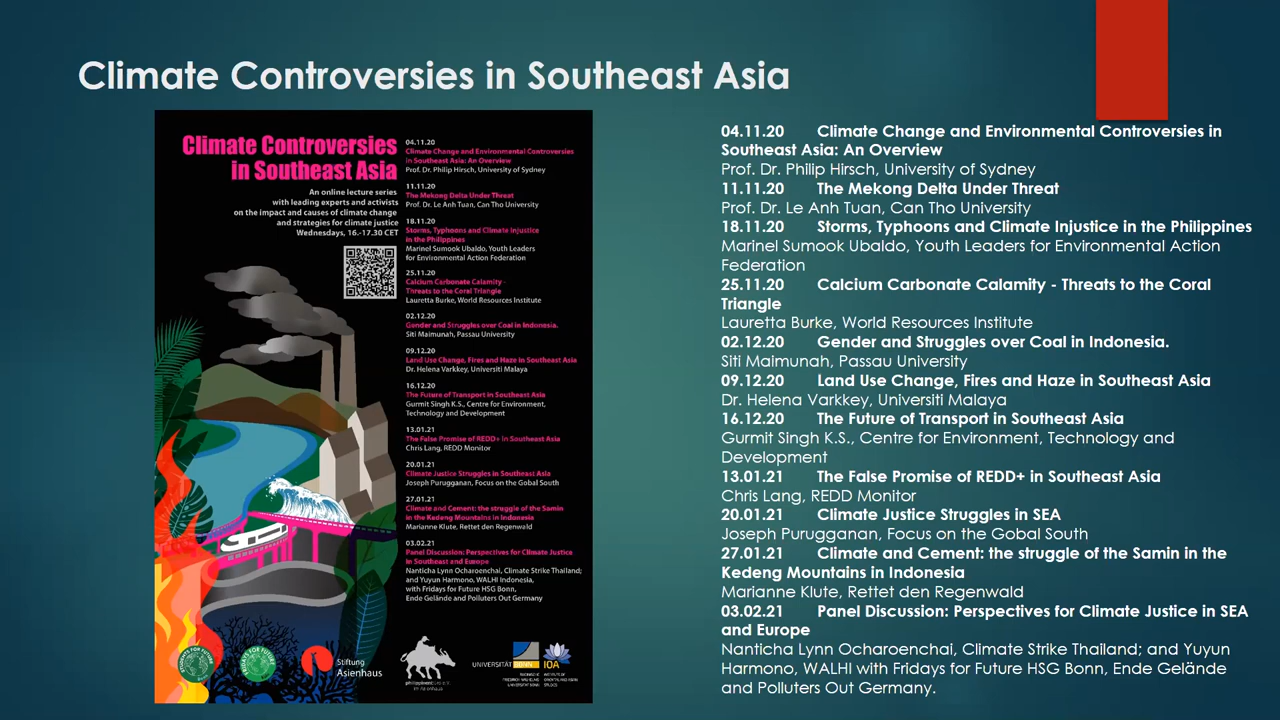 Climate Controversies in Southeast Asia
Climate Controversies
in Southeast Asia
An online lecture series
with leading experts and activists
on the impact and causes of climate change
and strategies for climate justice
Wednesdays, 16.-17.30 CET
04.11.20
Climate Change and Environmental Controversies
in Southeast Asia: An Overview
Prof. Dr. Philip Hirsch, University of Sydney
11.11.20
The Mekong Delta Under Threat
Prof. Dr. Le Anh Tuan, Can Tho University
18.11.20
Storms, Typhoons and Climate Injustice
in the Philippines
Marinel Sumook Ubaldo, Youth Leaders
for Environmental Action Federation
25.11.20
Calcium Carbonate Calamity -
Threats to the Coral Triangle
Lauretta Burke, World Resources Institute
02.12.20
Gender and Struggles over Coal in Indonesia.
Siti Maimunah, Passau University
09.12.20
Land Use Change, Fires and Haze in Southeast Asia
Dr. Helena Varkkey, Universiti Malaya
16.12.20
The Future of Transport in Southeast Asia
Gurmit Singh K.S., Centre for Environment,
Technology and Development
13.01.21
The False Promise of REDD+ in Southeast Asia
Chris Lang, REDD Monitor
20.01.21
Climate Justice Struggles in Southeast Asia
Joseph Purugganan, Focus on the Gobal South
27.01.21
Climate and Cement: the struggle of the Samin
in the Kedeng Mountains in Indonesia
Marianne Klute, Rettet den Regenwald
03.02.21
Panel Discussion: Perspectives for Climate Justice
in Southeast and Europe
Nanticha Lynn Ocharoenchai, Climate Strike Thailand;
and Yuyun Harmono, WALHI Indonesia,
with Fridays for Future HSG Bonn,
Ende Gelände and Polluters Out Germany
Stiftung
Asienhaus
philippinenbüro e.V.
im Asienhaus
UNIVERSITÄT BONN
IOA
04.11.20 Climate Change and Environmental Controversies in
Southeast Asia: An Overview
Prof. Dr. Philip Hirsch, University of Sydney
11.11.20 The Mekong Delta Under Threat
Prof. Dr. Le Anh Tuan, Can Tho University
18.11.20 Storms, Typhoons and Climate Injustice in the Philippines
Marinel Sumook Ubaldo, Youth Leaders for Environmental Action
Federation
25.11.20 Calcium Carbonate Calamity - Threats to the Coral
Triangle
Lauretta Burke, World Resources Institute
02.12.20 Gender and Struggles over Coal in Indonesia.
Siti Maimunah, Passau University
09.12.20 Land Use Change, Fires and Haze in Southeast Asia
Dr. Helena Varkkey, Universiti Malaya
16.12.20 The Future of Transport in Southeast Asia
Gurmit Singh K.S., Centre for Environment, Technology and
Development
13.01.21 The False Promise of REDD+ in Southeast Asia
Chris Lang, REDD Monitor
20.01.21 Climate Justice Struggles in SEA
Joseph Purugganan, Focus on the Gobal South
27.01.21 Climate and Cement: the struggle of the Samin in the
Kedeng Mountains in Indonesia
Marianne Klute, Rettet den Regenwald
03.02.21 Panel Discussion: Perspectives for Climate Justice in SEA
and Europe
Nanticha Lynn Ocharoenchai, Climate Strike Thailand; and Yuyun
Harmono, WALHI with Fridays for Future HSG Bonn, Ende Gelände
and Polluters Out Germany.